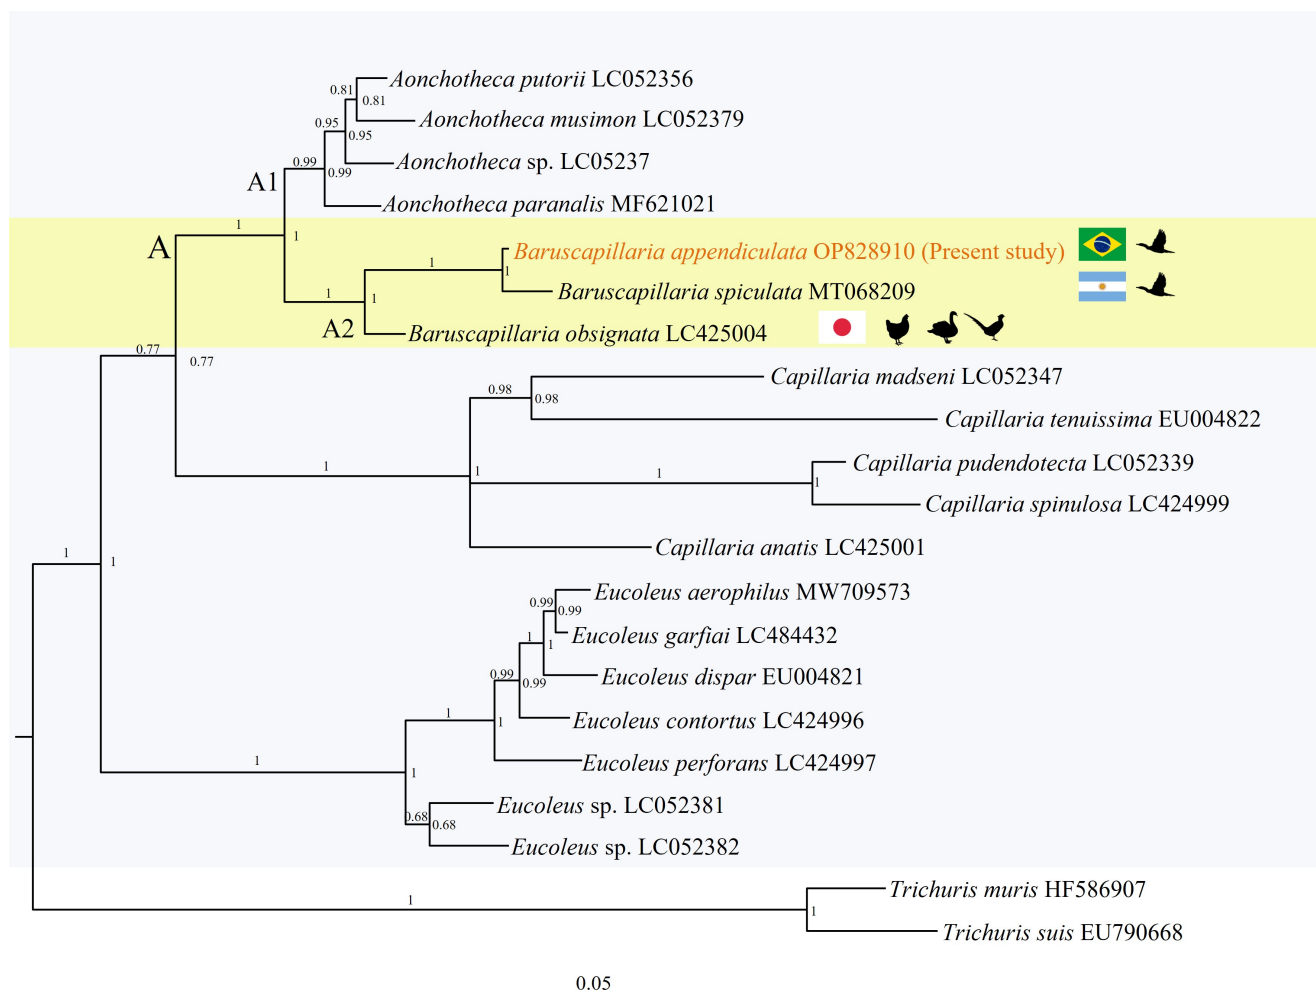 Aonchotheca putorii LC052356
0.81
0.81
Aonchotheca musimon LC052379
0.95
0.95
Aonchotheca sp. LC05237
0.99
0.99
A1
Aonchotheca paranalis MF621021
1
1
A
Baruscapillaria appendiculata OP828910 (Present study)
1
1
Baruscapillaria spiculata MT068209
1
1
A2
Baruscapillaria obsignata LC425004
0.77
0.77
Capillaria madseni LC052347
0.98
0.98
Capillaria tenuissima EU004822
1
1
Capillaria pudendotecta LC052339
1
1
Capillaria spinulosa LC424999
Capillaria anatis LC425001
1
1
Eucoleus aerophilus MW709573
0.99
0.99
Eucoleus garfiai LC484432
1
1
Eucoleus dispar EU004821
0.99
0.99
Eucoleus contortus LC424996
1
1
Eucoleus perforans LC424997
1
1
Eucoleus sp. LC052381
0.68
0.68
Eucoleus sp. LC052382
Trichuris muris HF586907
1
1
Trichuris suis EU790668
0.05